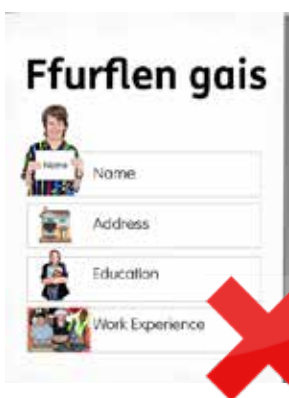 Ffurflen gais
Name
Name
Address
Education
Work Experience